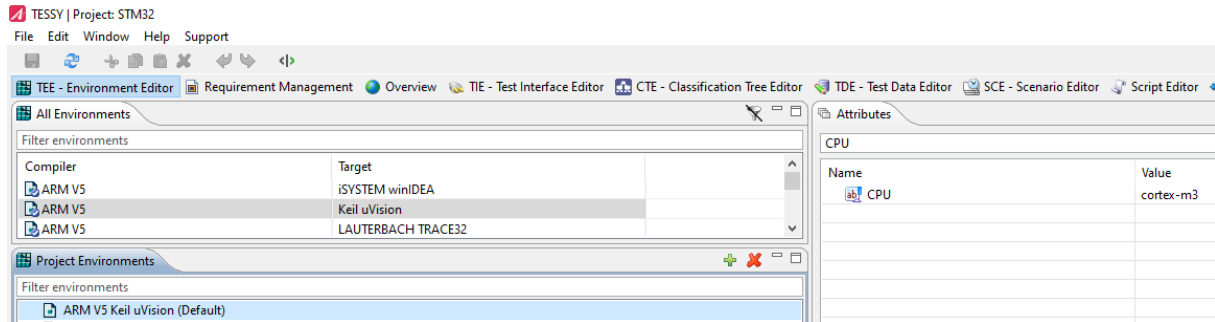 TESSY | Project: STM32
File Edit Window Help Support
TEE - Environment Editor Requirement Management Overview TIE - Test Interface Editor CTE - Classification Tree Editor TDE - Test Data Editor SCE - Scenario Editor Script Editor
All Environments
Filter environments
Compiler Target
ARM V5 iSYSTEM winIDEA
ARM V5 Keil uVision
ARM V5 LAUTERBACH TRACE32
Project Environments
Filter environments
ARM V5 Keil uVision (Default)
Attributes
CPU
Name Value
ab CPU cortex-m3